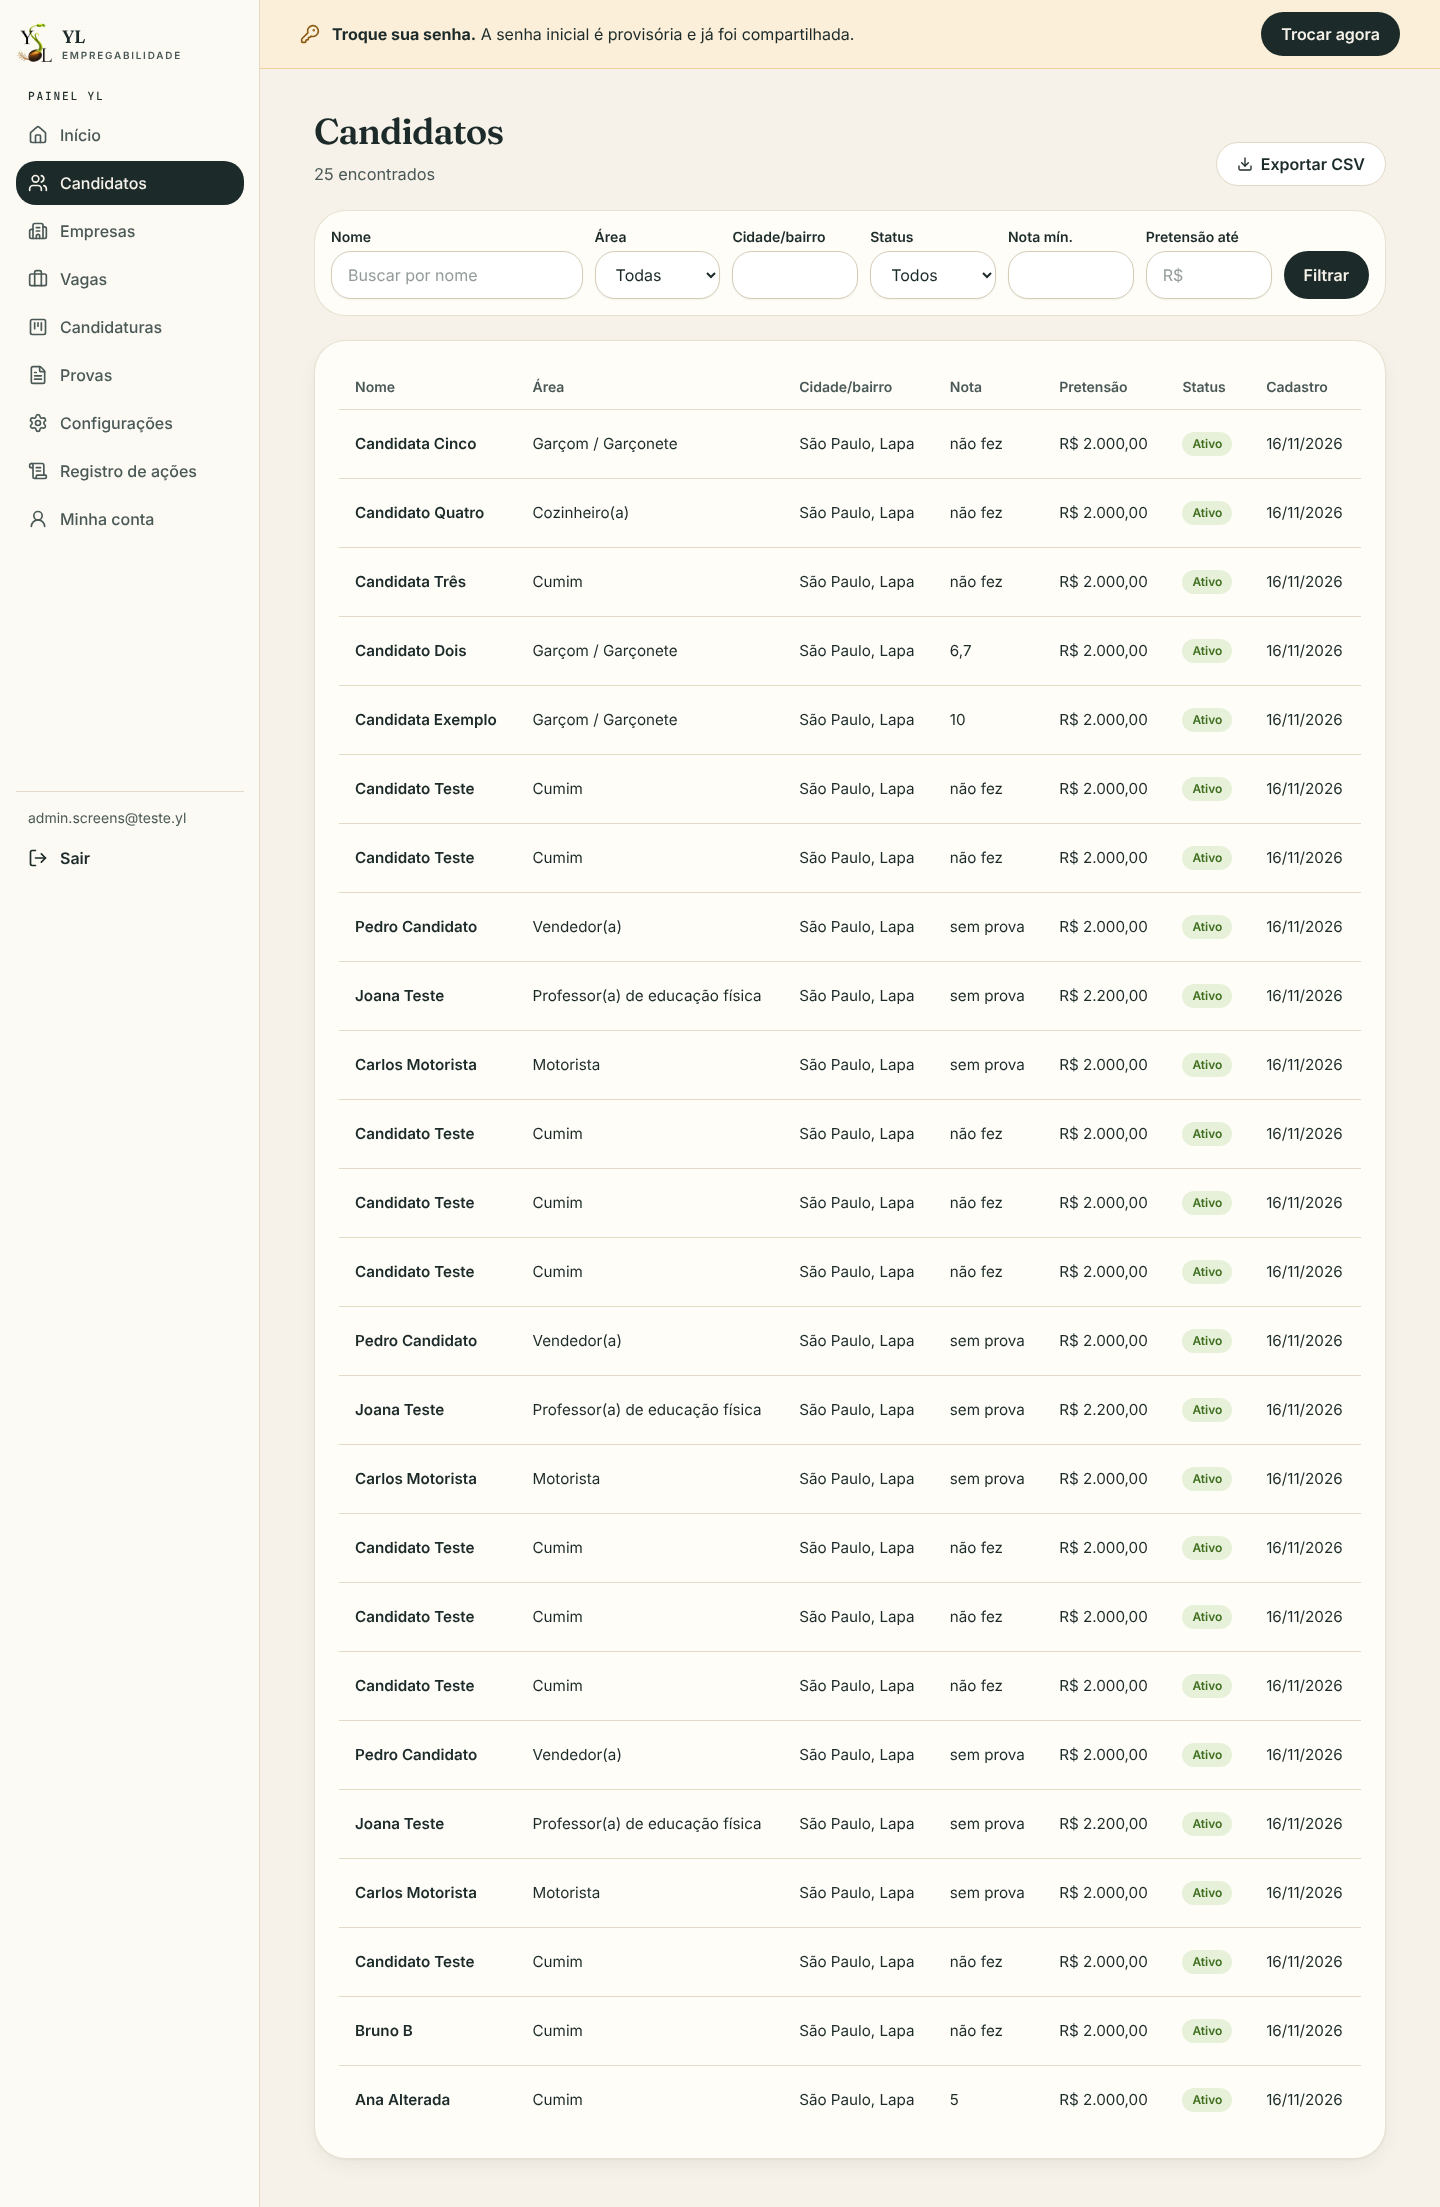 YL
YL
EMPREGABILIDADE
Troque sua senha. A senha inicial é provisória e já foi compartilhada.
Trocar agora
PAINEL YL
Início
Candidatos
Empresas
Vagas
Candidaturas
Provas
Configurações
Registro de ações
Minha conta
admin.screens@teste.yl
Sair
Candidatos
25 encontrados
Exportar CSV
Nome Área Cidade/bairro Status Nota mín. Pretensão até
Buscar por nome Todas Todos R$ Filtrar
Nome Área Cidade/bairro Nota Pretensão Status Cadastro
Candidata Cinco Garçom / Garçonete São Paulo, Lapa não fez R$ 2.000,00 Ativo 16/11/2026
Candidato Quatro Cozinheiro(a) São Paulo, Lapa não fez R$ 2.000,00 Ativo 16/11/2026
Candidata Três Cumim São Paulo, Lapa não fez R$ 2.000,00 Ativo 16/11/2026
Candidato Dois Garçom / Garçonete São Paulo, Lapa 6,7 R$ 2.000,00 Ativo 16/11/2026
Candidata Exemplo Garçom / Garçonete São Paulo, Lapa 10 R$ 2.000,00 Ativo 16/11/2026
Candidato Teste Cumim São Paulo, Lapa não fez R$ 2.000,00 Ativo 16/11/2026
Candidato Teste Cumim São Paulo, Lapa não fez R$ 2.000,00 Ativo 16/11/2026
Pedro Candidato Vendedor(a) São Paulo, Lapa sem prova R$ 2.000,00 Ativo 16/11/2026
Joana Teste Professor(a) de educação física São Paulo, Lapa sem prova R$ 2.200,00 Ativo 16/11/2026
Carlos Motorista Motorista São Paulo, Lapa sem prova R$ 2.000,00 Ativo 16/11/2026
Candidato Teste Cumim São Paulo, Lapa não fez R$ 2.000,00 Ativo 16/11/2026
Candidato Teste Cumim São Paulo, Lapa não fez R$ 2.000,00 Ativo 16/11/2026
Candidato Teste Cumim São Paulo, Lapa não fez R$ 2.000,00 Ativo 16/11/2026
Pedro Candidato Vendedor(a) São Paulo, Lapa sem prova R$ 2.000,00 Ativo 16/11/2026
Joana Teste Professor(a) de educação física São Paulo, Lapa sem prova R$ 2.200,00 Ativo 16/11/2026
Carlos Motorista Motorista São Paulo, Lapa sem prova R$ 2.000,00 Ativo 16/11/2026
Candidato Teste Cumim São Paulo, Lapa não fez R$ 2.000,00 Ativo 16/11/2026
Candidato Teste Cumim São Paulo, Lapa não fez R$ 2.000,00 Ativo 16/11/2026
Candidato Teste Cumim São Paulo, Lapa não fez R$ 2.000,00 Ativo 16/11/2026
Pedro Candidato Vendedor(a) São Paulo, Lapa sem prova R$ 2.000,00 Ativo 16/11/2026
Joana Teste Professor(a) de educação física São Paulo, Lapa sem prova R$ 2.200,00 Ativo 16/11/2026
Carlos Motorista Motorista São Paulo, Lapa sem prova R$ 2.000,00 Ativo 16/11/2026
Candidato Teste Cumim São Paulo, Lapa não fez R$ 2.000,00 Ativo 16/11/2026
Bruno B Cumim São Paulo, Lapa não fez R$ 2.000,00 Ativo 16/11/2026
Ana Alterada Cumim São Paulo, Lapa 5 R$ 2.000,00 Ativo 16/11/2026